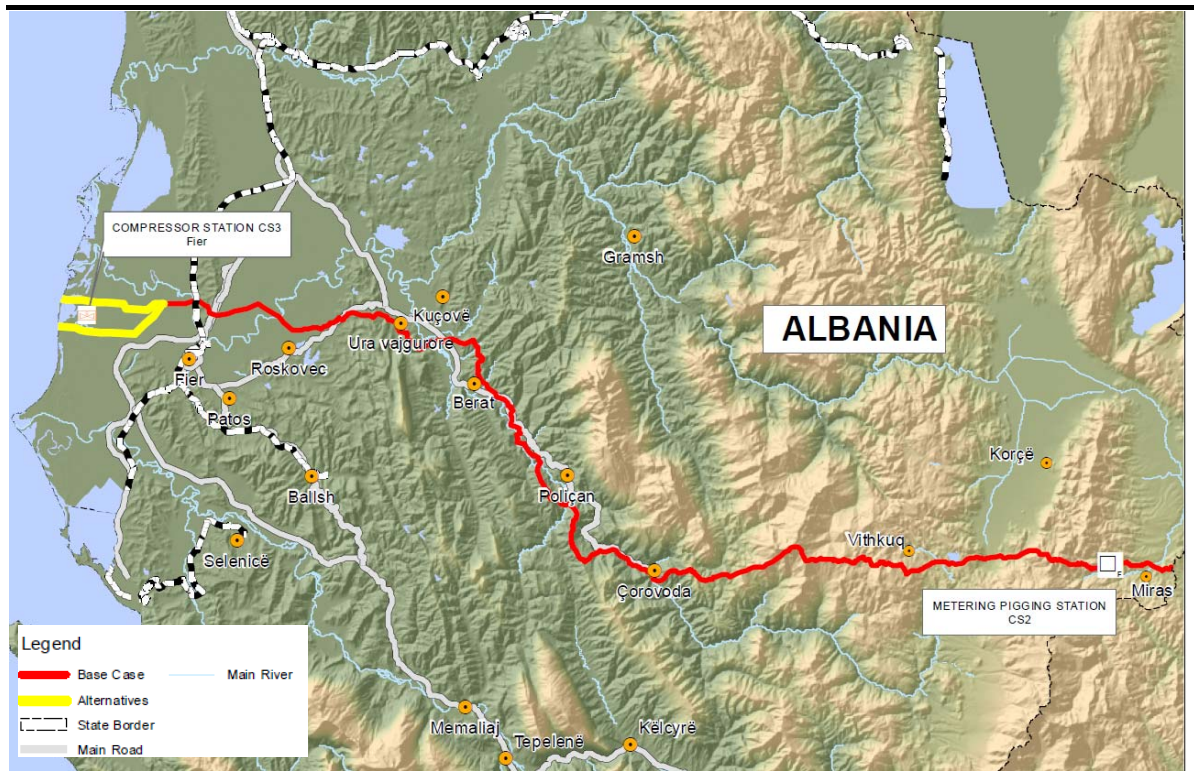 COMPRESSOR STATION CS3
Fier
Gramsh
ALBANIA
Kuçovë
Ura vajgurore
Roskovec
Fier
Berat
Patos
Korçë
Ballsh
Poliçan
Selenicë
Vithkuq
Çorovoda
Miras
F
METERING PIGGING STATION
CS2
Legend
Base Case
Main River
Alternatives
State Border
Main Road
Memaliaj
Tepelenë
Këlcyrë